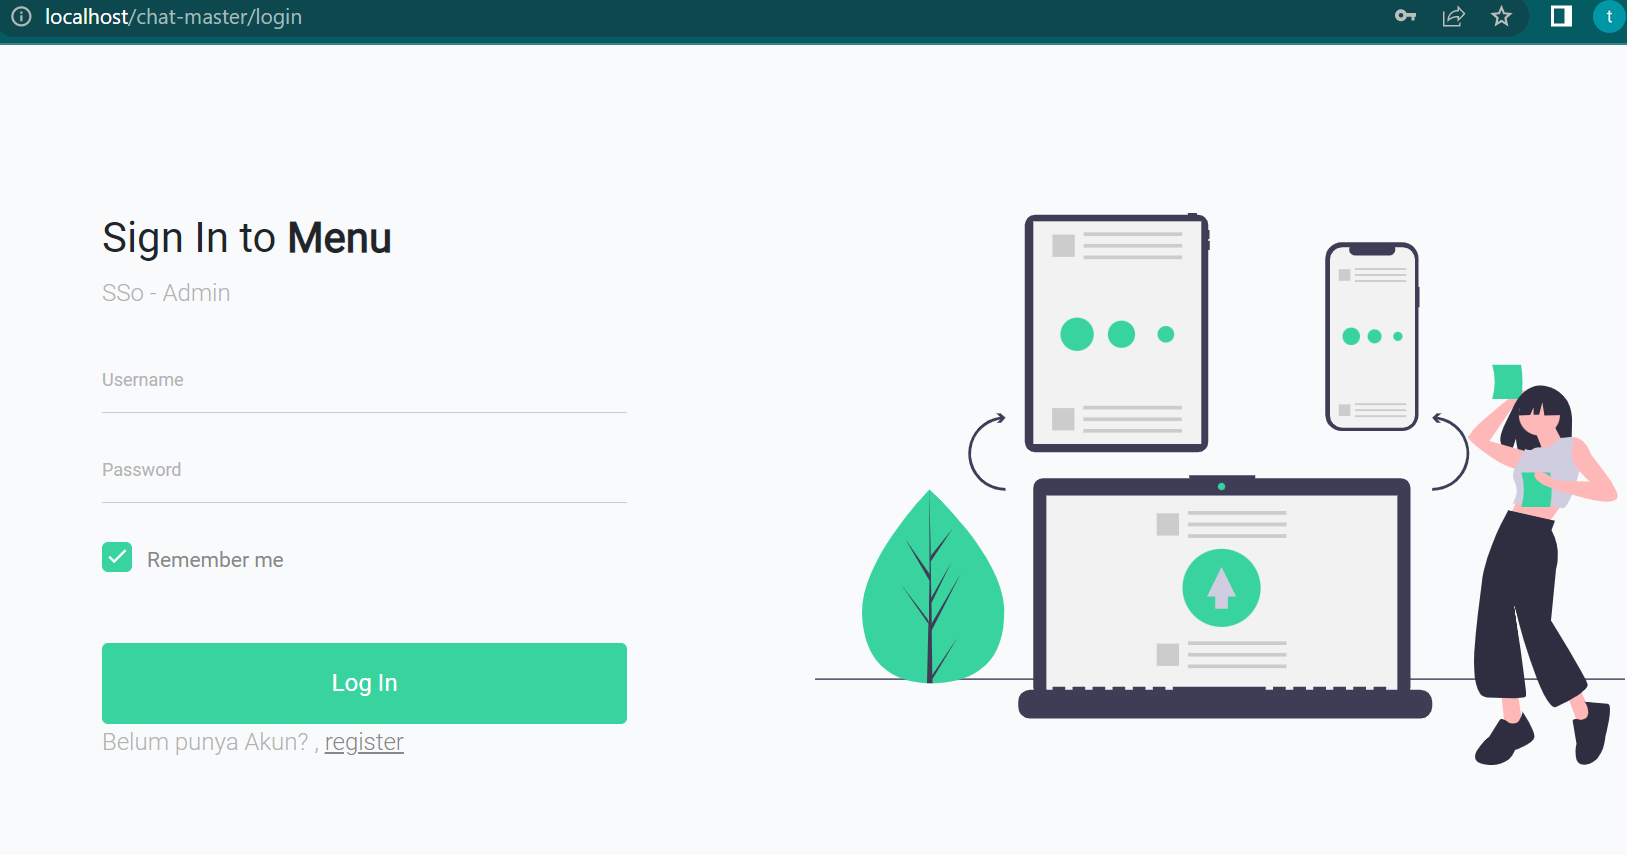 localhost/chat-master/login
t
Sign In to Menu
SSo - Admin
Username
Password
Remember me
Log In
Belum punya Akun? , register